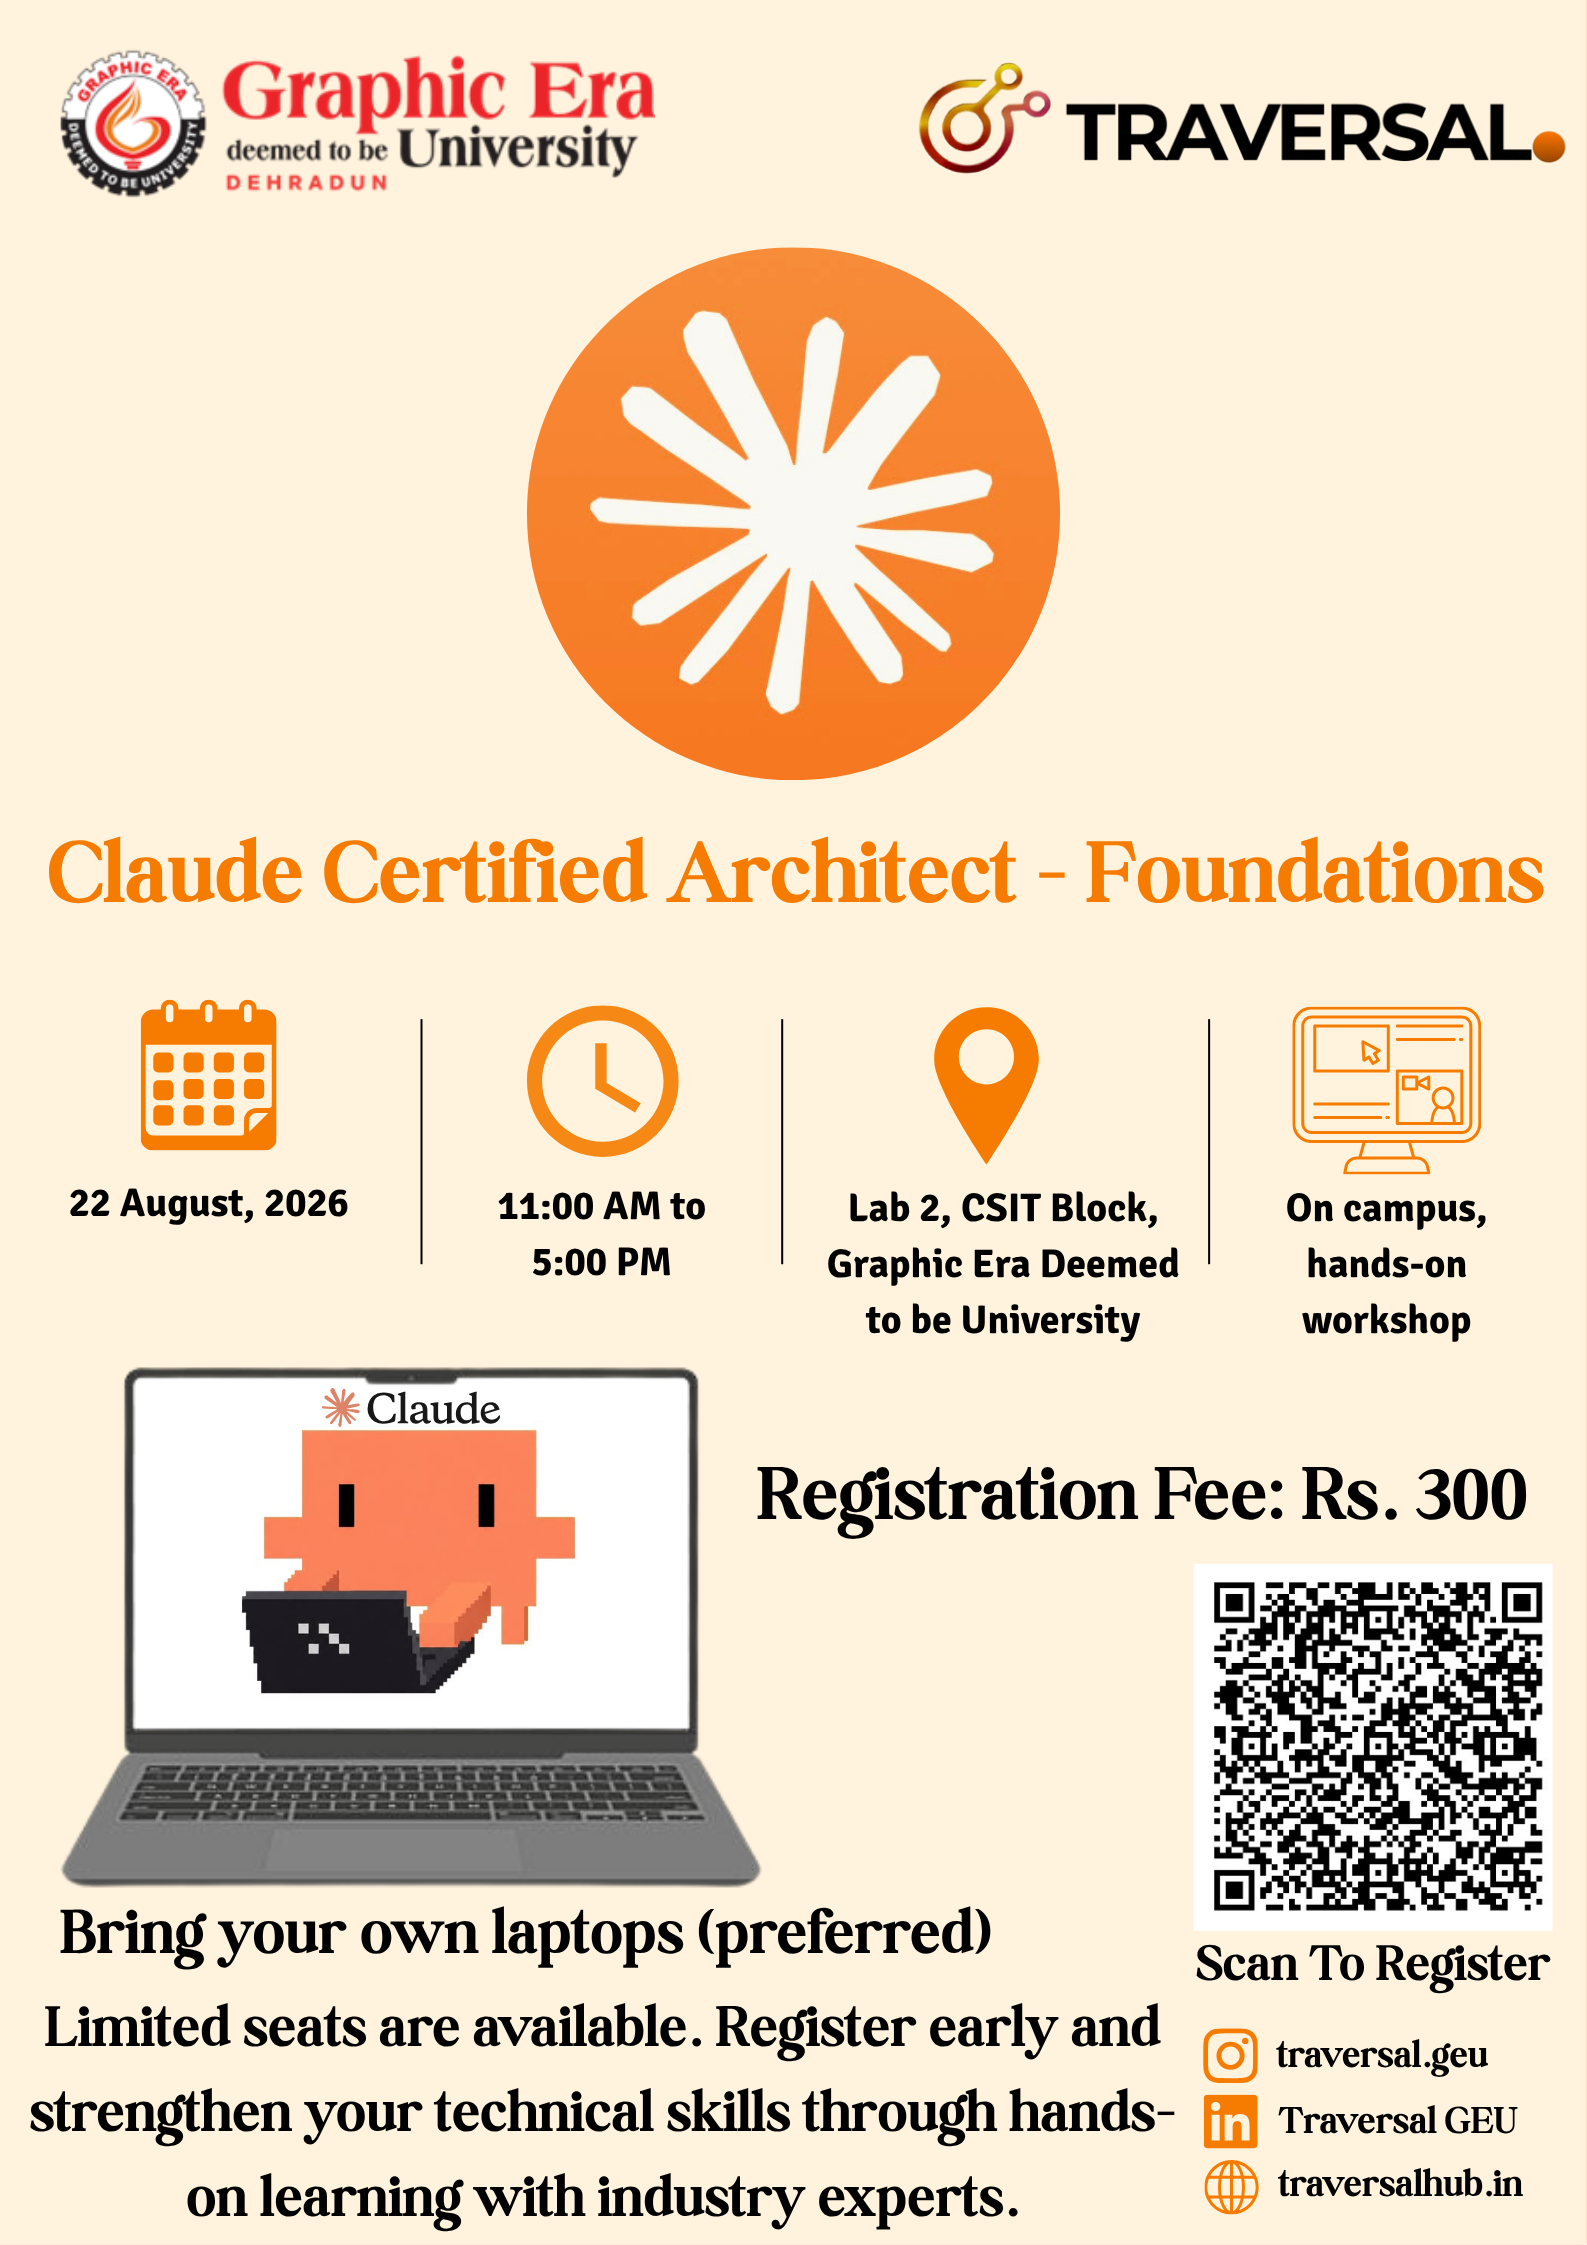 GRAPHIC ERA
DEEMED TO BE UNIVERSITY
Graphic Era
deemed to be University
DEHRADUN
TRAVERSAL
Claude Certified Architect - Foundations
22 August, 2026
11:00 AM to
5:00 PM
Lab 2, CSIT Block,
Graphic Era Deemed
to be University
On campus,
hands-on
workshop
Claude
Registration Fee: Rs. 300
Bring your own laptops (preferred)
Scan To Register
Limited seats are available. Register early and
strengthen your technical skills through hands-
on learning with industry experts.
traversal.geu
in
Traversal GEU
traversalhub.in